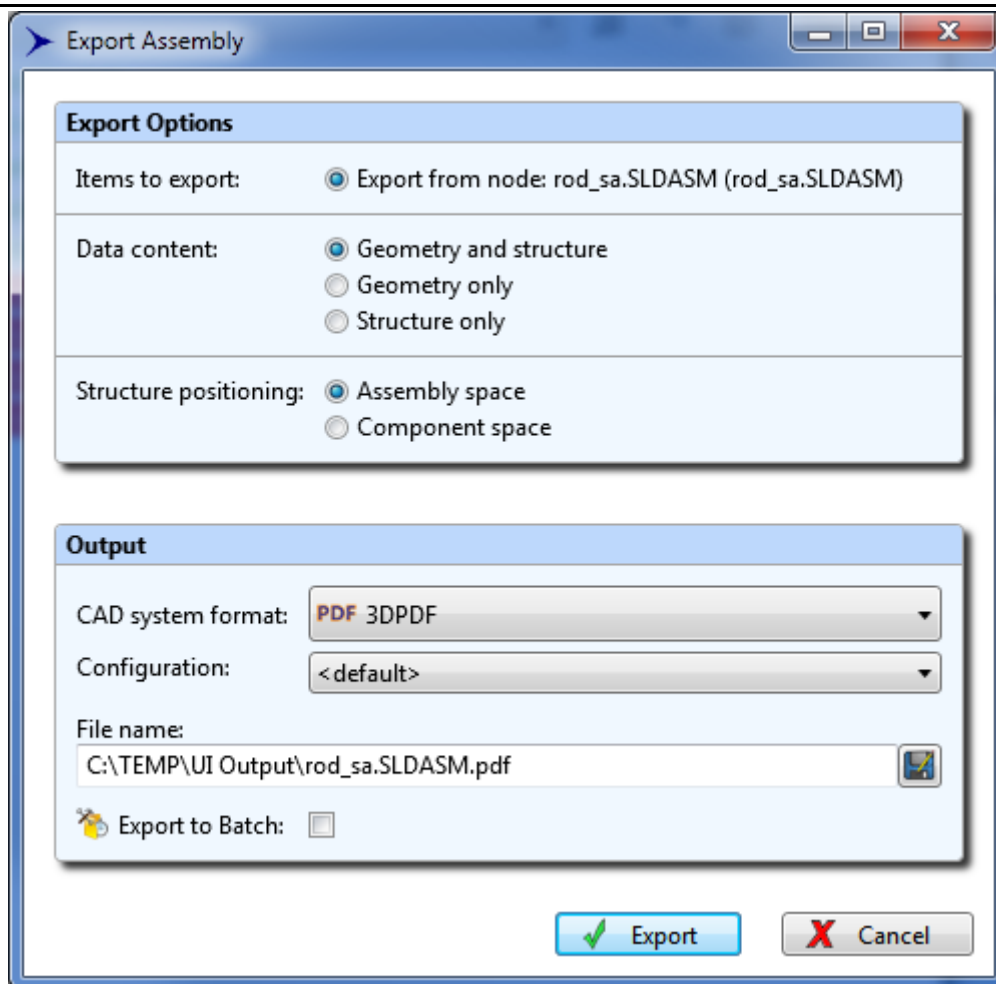 Export Assembly
Export Options
Items to export: Export from node: rod_sa.SLDASM (rod_sa.SLDASM)
Data content: Geometry and structure
Geometry only
Structure only
Structure positioning: Assembly space
Component space
Output
CAD system format: PDF 3DPDF
Configuration: <default>
File name:
C:\TEMP\UI Output\rod_sa.SLDASM.pdf
Export to Batch:
Export Cancel